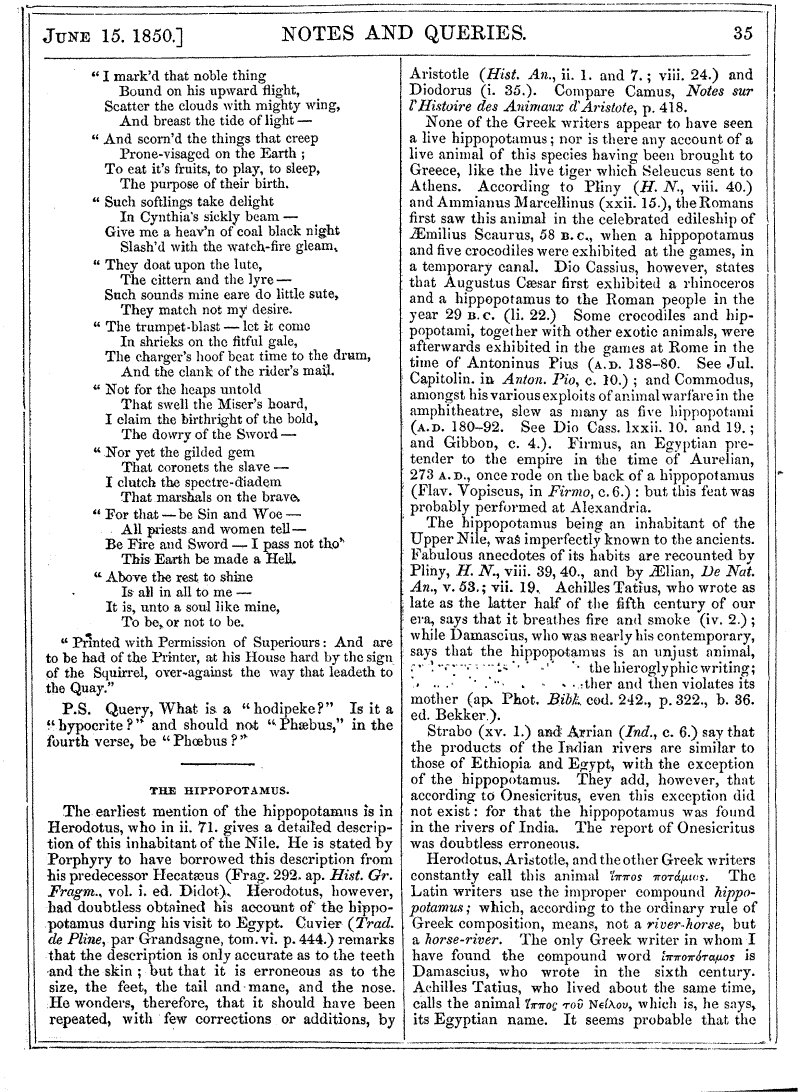 JUNE 15. 1850.] NOTES AND QUERIES. 35
"I mark'd that noble thing
Bound on his upward flight,
Scatter the clouds with mighty wing,
And breast the tide of light —
"And scorn'd the things that creep
Prone-visaged on the Earth ;
To eat it's fruits, to play, to sleep,
The purpose of their birth.
"Such softlings take delight
In Cynthia's sickly beam —
Give me a heav'n of coal black night
Slash'd with the watch-fire gleam.
"They doat upon the lute,
The cittern and the lyre —
Such sounds mine eare do little sute,
They match not my desire.
"The trumpet-blast — let it come
In shrieks on the fitful gale,
The charger's hoof beat time to the drum,
And the clank of the rider's mail.
"Not for the heaps untold
That swell the Miser's hoard,
I claim the birthright of the bold,
The dowry of the Sword —
"Nor yet the gilded gem
That coronets the slave —
I clutch the spectre-diadem
That marshals on the brave.
"For that — be Sin and Woe —
All priests and women tell —
Be Fire and Sword — I pass not tho'
This Earth be made a Hell.
"Above the rest to shine
Is all in all to me —
It is, unto a soul like mine,
To be, or not to be.
"Printed with Permission of Superiours: And are
to be had of the Printer, at his House hard by the sign
of the Squirrel, over-against the way that leadeth to
the Quay."
P.S. Query, What is a "hodipeke?" Is it a
"hypocrite?" and should not "Phæbus," in the
fourth verse, be "Phœbus?"
THE HIPPOPOTAMUS.
The earliest mention of the hippopotamus is in
Herodotus, who in ii. 71. gives a detailed descrip-
tion of this inhabitant of the Nile. He is stated by
Porphyry to have borrowed this description from
his predecessor Hecatæus (Frag. 292. ap. Hist. Gr.
Fragm., vol. i. ed. Didot). Herodotus, however,
had doubtless obtained his account of the hippo-
potamus during his visit to Egypt. Cuvier (Trad.
de Pline, par Grandsagne, tom. vi. p. 444.) remarks
that the description is only accurate as to the teeth
and the skin ; but that it is erroneous as to the
size, the feet, the tail and mane, and the nose.
He wonders, therefore, that it should have been
repeated, with few corrections or additions, by
Aristotle (Hist. An., ii. 1. and 7. ; viii. 24.) and
Diodorus (i. 35.). Compare Camus, Notes sur
l'Histoire des Animaux d'Aristote, p. 418.
None of the Greek writers appear to have seen
a live hippopotamus ; nor is there any account of a
live animal of this species having been brought to
Greece, like the live tiger which Seleucus sent to
Athens. According to Pliny (H. N., viii. 40.)
and Ammianus Marcellinus (xxii. 15.), the Romans
first saw this animal in the celebrated edileship of
Æmilius Scaurus, 58 B.C., when a hippopotamus
and five crocodiles were exhibited at the games, in
a temporary canal. Dio Cassius, however, states
that Augustus Cæsar first exhibited a rhinoceros
and a hippopotamus to the Roman people in the
year 29 B.C. (li. 22.) Some crocodiles and hip-
popotami, together with other exotic animals, were
afterwards exhibited in the games at Rome in the
time of Antoninus Pius (A.D. 138-80. See Jul.
Capitolin. in Anton. Pio, c. 10.) ; and Commodus,
amongst his various exploits of animal warfare in the
amphitheatre, slew as many as five hippopotami
(A.D. 180-92. See Dio Cass. lxxii. 10. and 19. ;
and Gibbon, c. 4.). Firmus, an Egyptian pre-
tender to the empire in the time of Aurelian,
273 A.D., once rode on the back of a hippopotamus
(Flav. Vopiscus, in Firmo, c. 6.) : but this feat was
probably performed at Alexandria.
The hippopotamus being an inhabitant of the
Upper Nile, was imperfectly known to the ancients.
Fabulous anecdotes of its habits are recounted by
Pliny, H. N., viii. 39, 40., and by Ælian, De Nat.
An., v. 53. ; vii. 19. Achilles Tatius, who wrote as
late as the latter half of the fifth century of our
era, says that it breathes fire and smoke (iv. 2.) ;
while Damascius, who was nearly his contemporary,
says that the hippopotamus is an unjust animal,
the hieroglyphic writing;
and then violates its
mother (ap. Phot. Bibl. cod. 242., p. 322., b. 36.
ed. Bekker.).
Strabo (xv. 1.) and Arrian (Ind., c. 6.) say that
the products of the Indian rivers are similar to
those of Ethiopia and Egypt, with the exception
of the hippopotamus. They add, however, that
according to Onesicritus, even this exception did
not exist : for that the hippopotamus was found
in the rivers of India. The report of Onesicritus
was doubtless erroneous.
Herodotus, Aristotle, and the other Greek writers
constantly call this animal ἵππος ποτάμιος. The
Latin writers use the improper compound hippo-
potamus ; which, according to the ordinary rule of
Greek composition, means, not a river-horse, but
a horse-river. The only Greek writer in whom I
have found the compound word ἱπποπόταμος is
Damascius, who wrote in the sixth century.
Achilles Tatius, who lived about the same time,
calls the animal ἵππος τοῦ Νείλου, which is, he says,
its Egyptian name. It seems probable that the